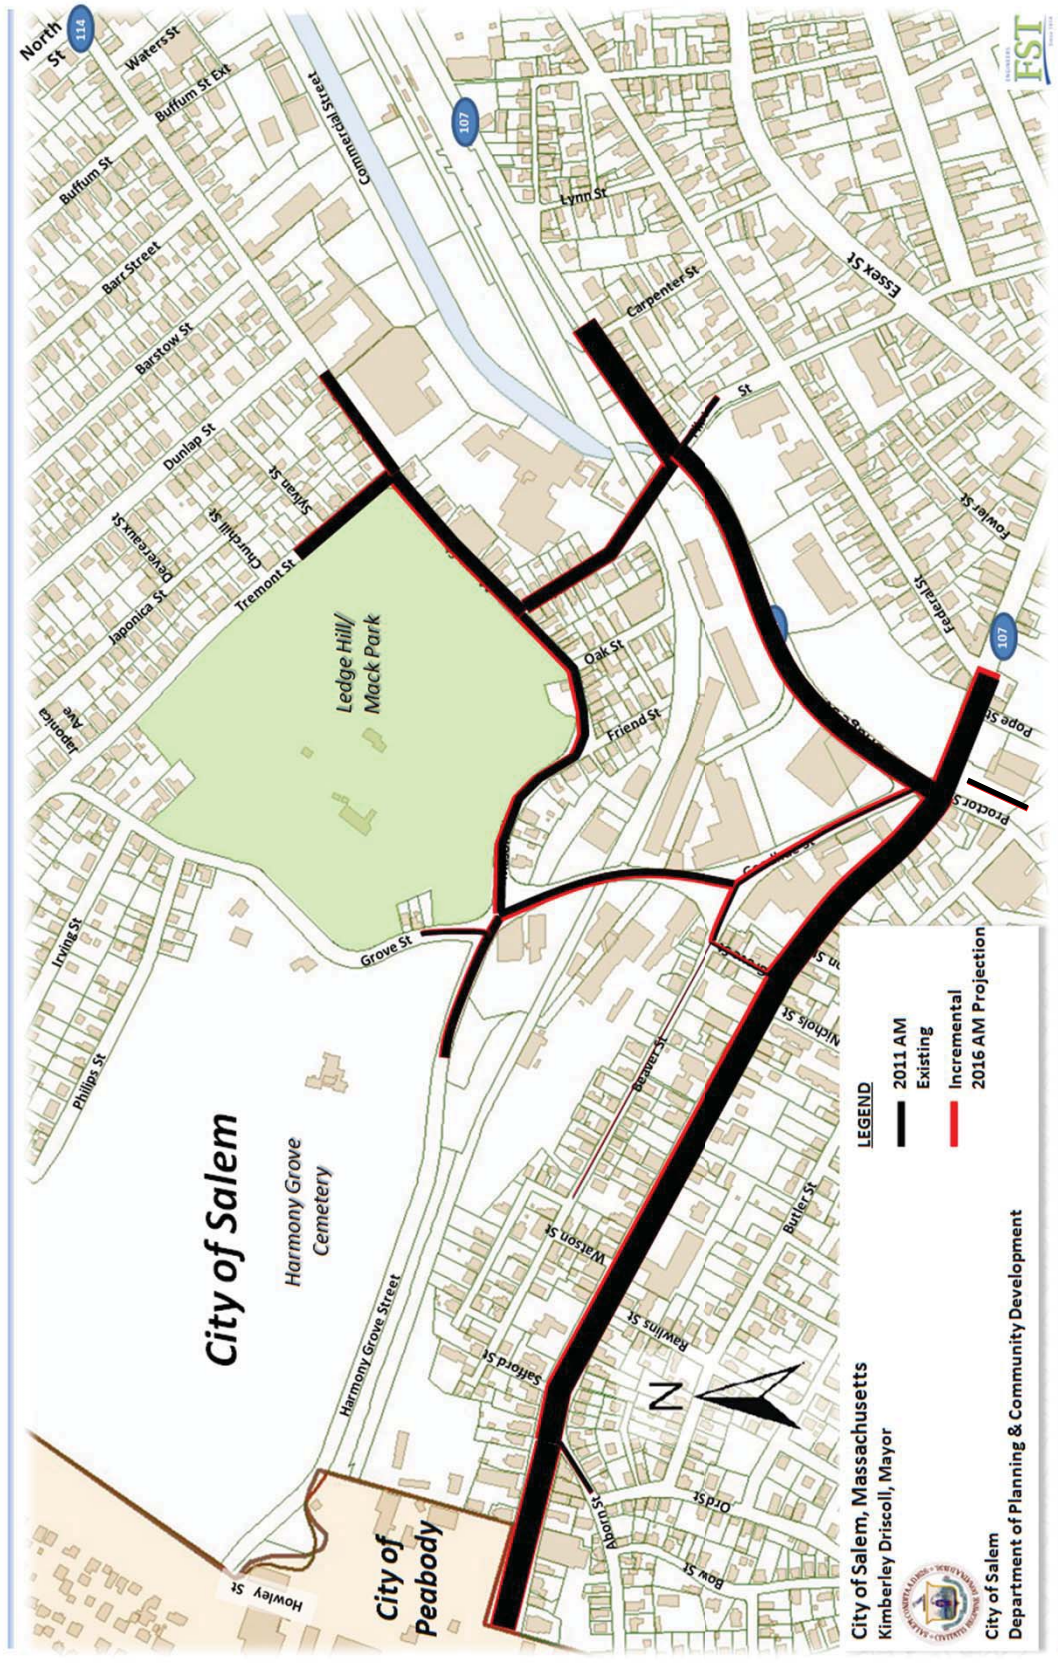 North
St
114
Waters St
Buffum St Ext
Buffum St
Commercial Street
107
Lynn St
Barr Street
Barstow St
Carpenter St
Essex St
Dunlap St
Sylvan St
Churchill St
Devereaux St
Tremont St
Japonica St
Japonica
Ave
St
Fowler St
Federal St
107
Ledge Hill/
Mack Park
Oak St
Friend St
Pope St
Proctor S
Irving St
Grove St
Philips St
Beaver St
Nichols St
City of Salem
Harmony Grove
Cemetery
Watson St
Butler St
Rawlins St
Safford St
Harmony Grove Street
Aborn St
Ord St
Bow St
Howley St
City of
Peabody
N
ENGINEERS
FST
LEGEND
2011 AM
Existing
Incremental
2016 AM Projection
City of Salem, Massachusetts
Kimberley Driscoll, Mayor
City of Salem
Department of Planning & Community Development